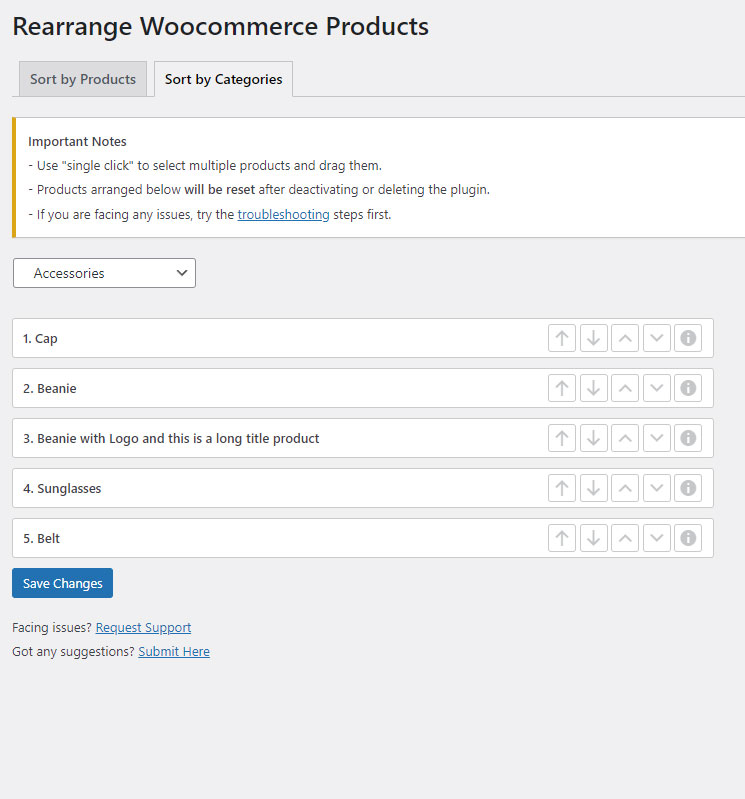 Rearrange Woocommerce Products
Sort by Products
Sort by Categories
Important Notes
- Use "single click" to select multiple products and drag them.
- Products arranged below will be reset after deactivating or deleting the plugin.
- If you are facing any issues, try the troubleshooting steps first.
Accessories
1. Cap
2. Beanie
3. Beanie with Logo and this is a long title product
4. Sunglasses
5. Belt
Save Changes
Facing issues? Request Support
Got any suggestions? Submit Here